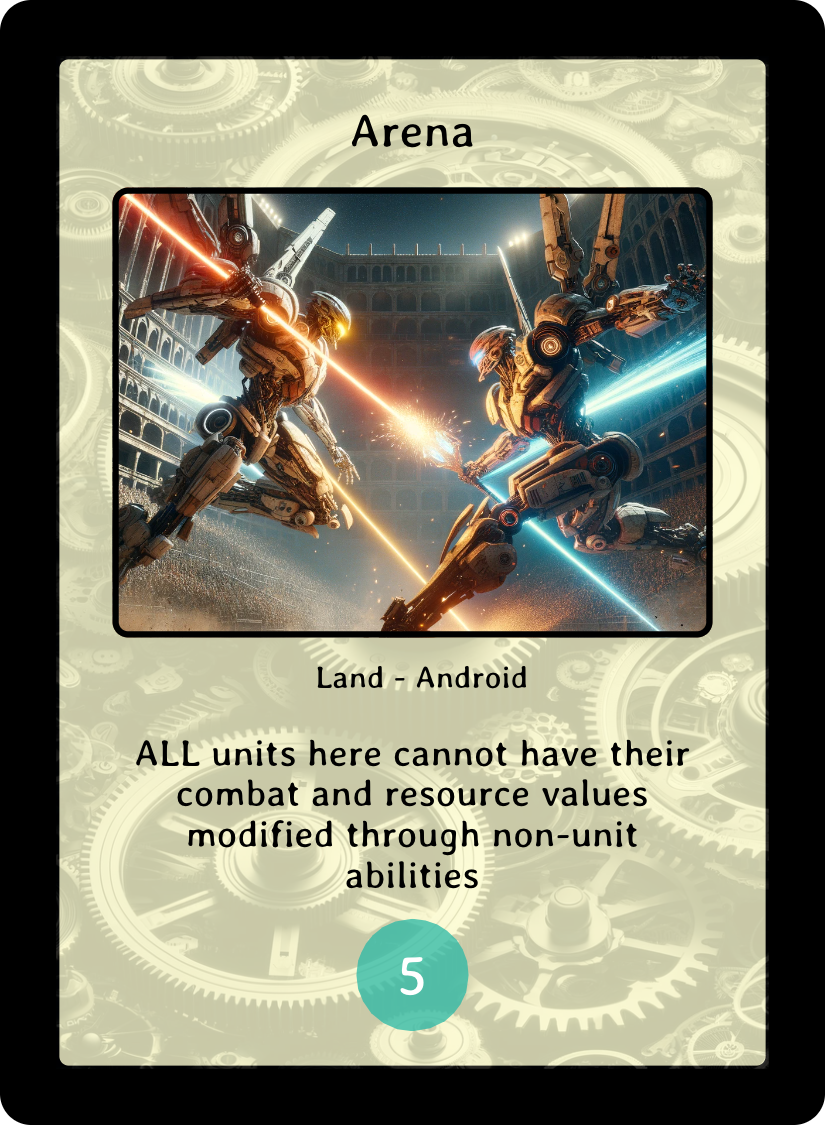 Arena
Land - Android
ALL units here cannot have their
combat and resource values
modified through non-unit
abilities
5